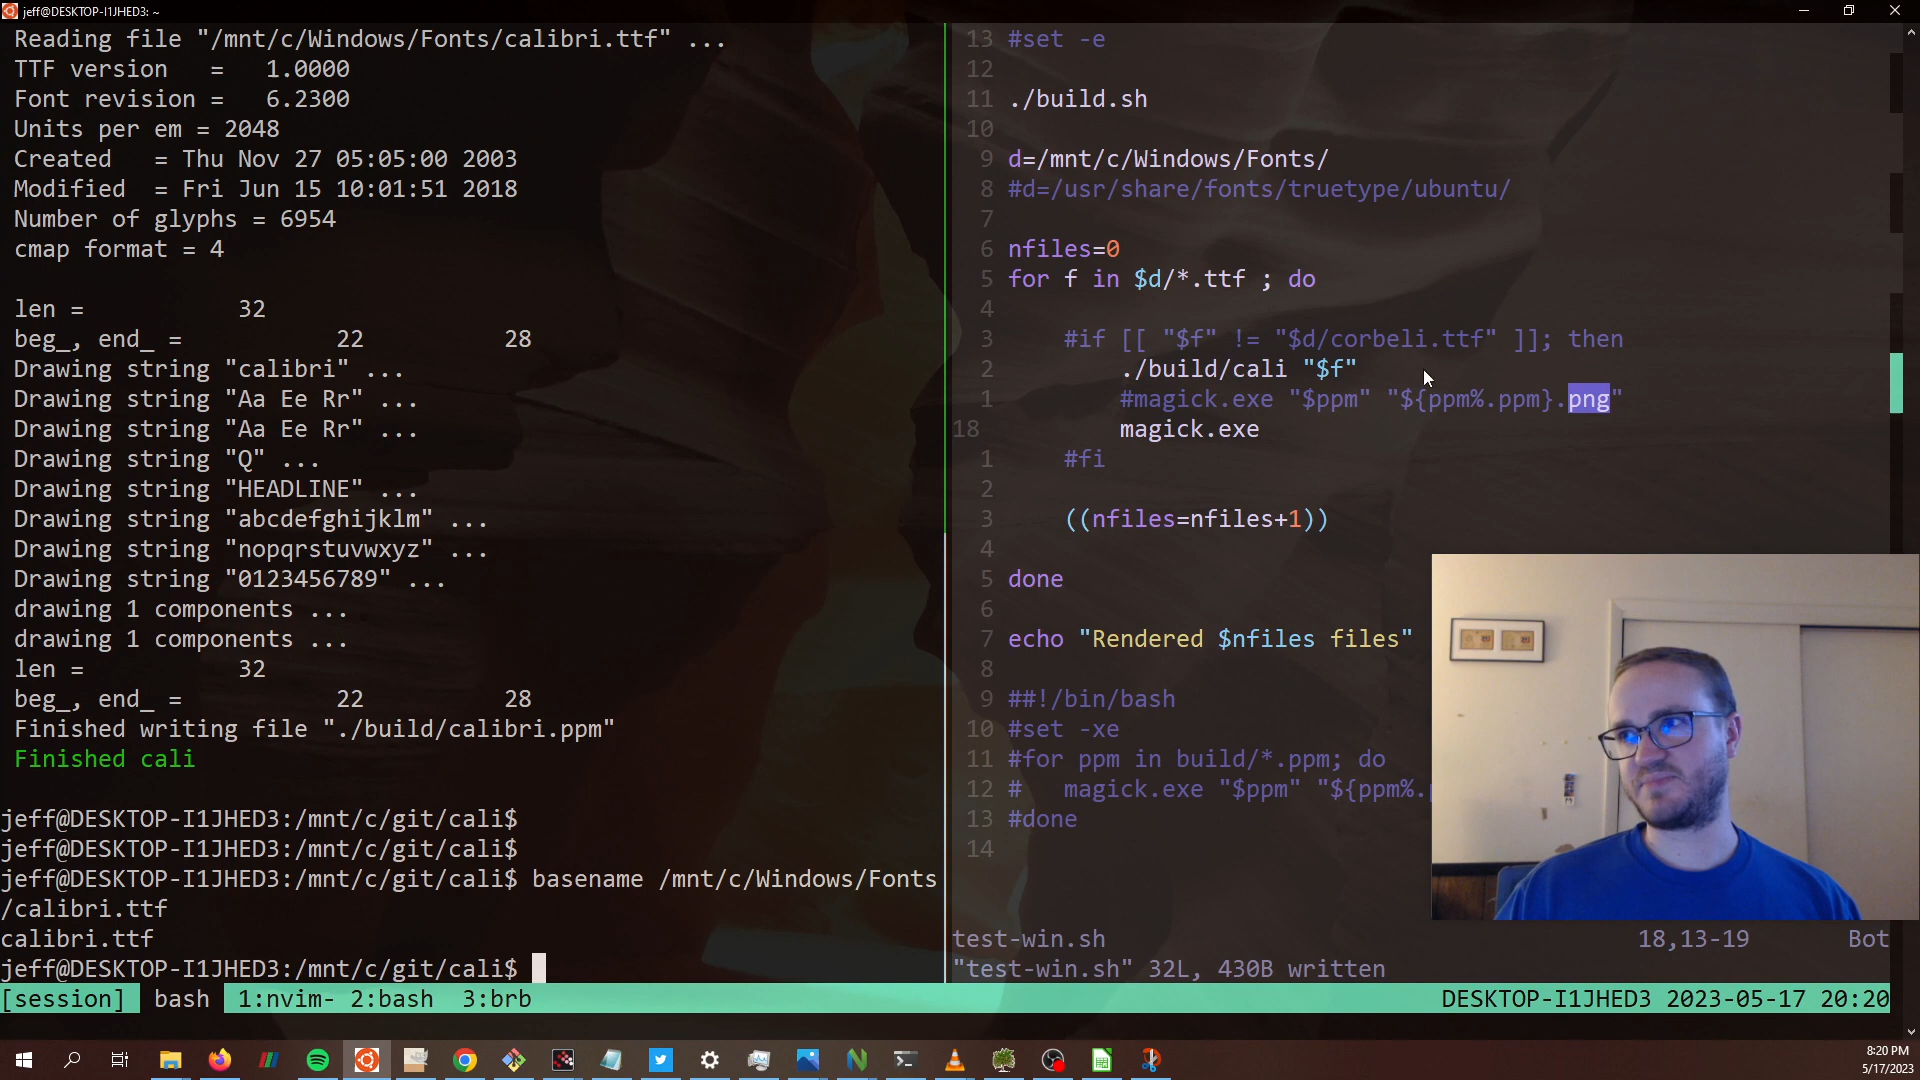 jeff@DESKTOP-I1JHED3: ~
Reading file "/mnt/c/Windows/Fonts/calibri.ttf" ...
TTF version   =   1.0000
Font revision =   6.2300
Units per em = 2048
Created   = Thu Nov 27 05:05:00 2003
Modified  = Fri Jun 15 10:01:51 2018
Number of glyphs = 6954
cmap format = 4
len =           32
beg_, end_ =           22          28
Drawing string "calibri" ...
Drawing string "Aa Ee Rr" ...
Drawing string "Aa Ee Rr" ...
Drawing string "Q" ...
Drawing string "HEADLINE" ...
Drawing string "abcdefghijklm" ...
Drawing string "nopqrstuvwxyz" ...
Drawing string "0123456789" ...
drawing 1 components ...
drawing 1 components ...
len =           32
beg_, end_ =           22          28
Finished writing file "./build/calibri.ppm"
Finished cali
jeff@DESKTOP-I1JHED3:/mnt/c/git/cali$
jeff@DESKTOP-I1JHED3:/mnt/c/git/cali$
jeff@DESKTOP-I1JHED3:/mnt/c/git/cali$ basename /mnt/c/Windows/Fonts
/calibri.ttf
calibri.ttf
jeff@DESKTOP-I1JHED3:/mnt/c/git/cali$
13 #set -e
12
11 ./build.sh
10
9 d=/mnt/c/Windows/Fonts/
8 #d=/usr/share/fonts/truetype/ubuntu/
7
6 nfiles=0
5 for f in $d/*.ttf ; do
4
3     #if [[ "$f" != "$d/corbeli.ttf" ]]; then
2         ./build/cali "$f"
1         #magick.exe "$ppm" "${ppm%.ppm}.png"
18         magick.exe
1     #fi
2
3     ((nfiles=nfiles+1))
4
5 done
6
7 echo "Rendered $nfiles files"
8
9 ##!/bin/bash
10 #set -xe
11 #for ppm in build/*.ppm; do
12 #   magick.exe "$ppm" "${ppm%.
13 #done
14
test-win.sh 18,13-19 Bot
"test-win.sh" 32L, 430B written
[session] bash 1:nvim- 2:bash  3:brb DESKTOP-I1JHED3 2023-05-17 20:20
8:20 PM
5/17/2023